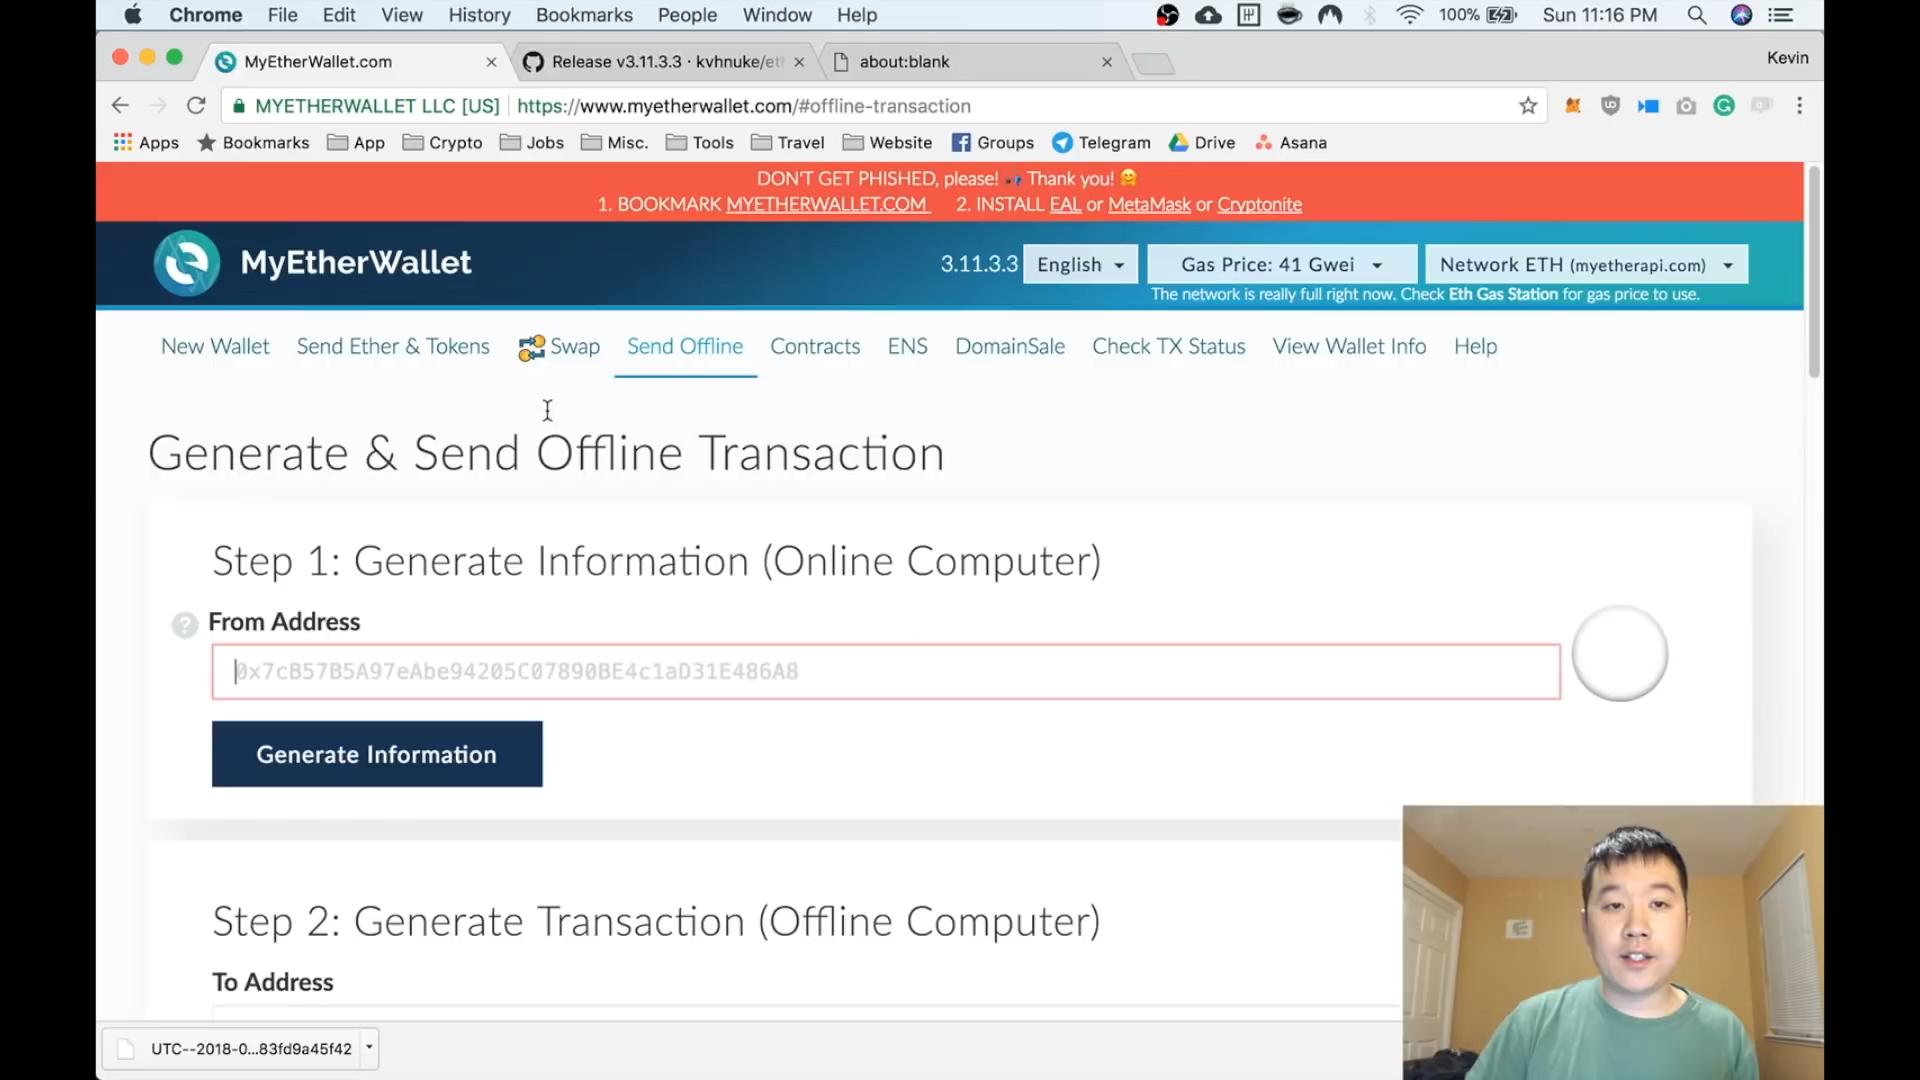 Chrome File Edit View History Bookmarks People Window Help 100% Sun 11:16 PM
MyEtherWallet.com Release v3.11.3.3 · kvhnuke/et about:blank Kevin
MYETHERWALLET LLC [US] https://www.myetherwallet.com/#offline-transaction
Apps Bookmarks App Crypto Jobs Misc. Tools Travel Website Groups Telegram Drive Asana
DON'T GET PHISHED, please! Thank you!
1. BOOKMARK MYETHERWALLET.COM 2. INSTALL EAL or MetaMask or Cryptonite
MyEtherWallet 3.11.3.3 English Gas Price: 41 Gwei Network ETH (myetherapi.com)
The network is really full right now. Check Eth Gas Station for gas price to use.
New Wallet Send Ether & Tokens Swap Send Offline Contracts ENS DomainSale Check TX Status View Wallet Info Help
Generate & Send Offline Transaction
Step 1: Generate Information (Online Computer)
? From Address
0x7cB57B5A97eAbe94205C07890BE4c1aD31E486A8
Generate Information
Step 2: Generate Transaction (Offline Computer)
To Address
UTC--2018-0...83fd9a45f42